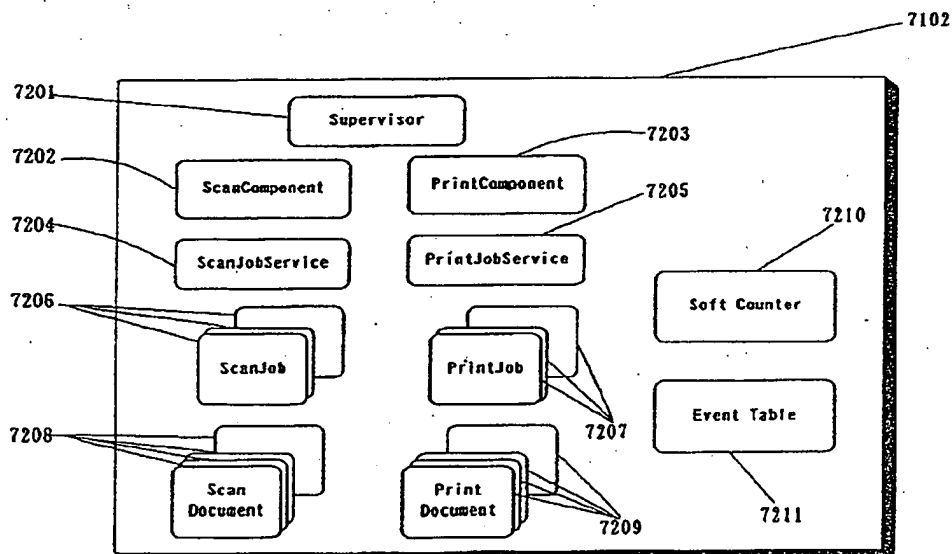 7102
7201
Supervisor
7203
7202
ScanComponent
PrintComponent
7205
7204
7210
ScanJobService
PrintJobService
7206
Soft Counter
ScanJob
PrintJob
Event Table
7207
7208
Scan
Document
Print
Document
7209
7211